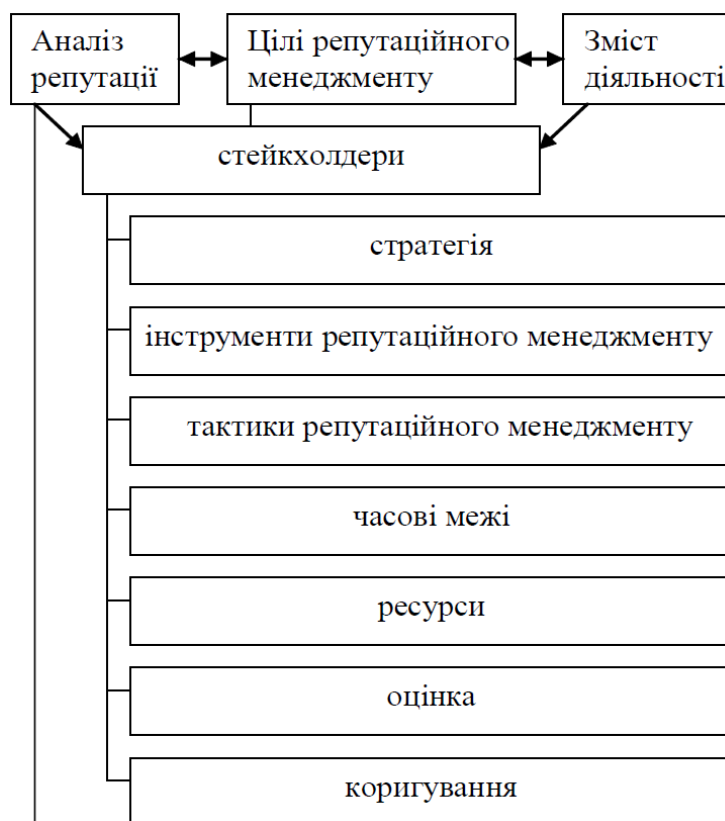 Аналіз
репутації
Цілі репутаційного
менеджменту
Зміст
діяльності
стейкхолдери
стратегія
інструменти репутаційного менеджменту
тактики репутаційного менеджменту
часові межі
ресурси
оцінка
коригування